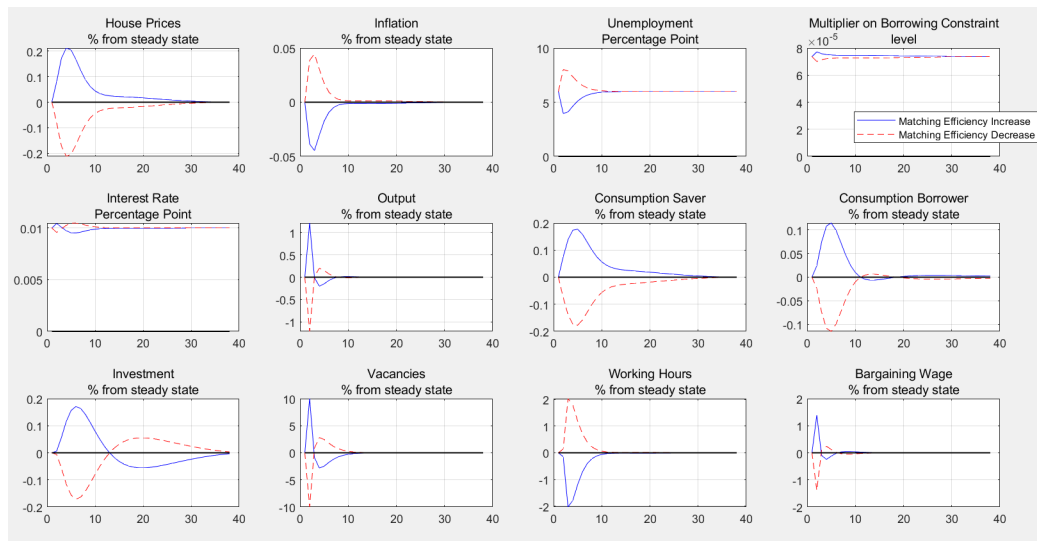 House Prices
% from steady state
0.2
0.1
0
-0.1
-0.2
0 10 20 30 40
Inflation
% from steady state
0.05
0
-0.05
0 10 20 30 40
Unemployment
Percentage Point
10
5
0
0 10 20 30 40
Multiplier on Borrowing Constraint
level
×10⁻⁵
8
6
4
2
0
0 10 20 30 40
Matching Efficiency Increase
Matching Efficiency Decrease
Interest Rate
Percentage Point
0.01
0.005
0
0 10 20 30 40
Output
% from steady state
1
0.5
0
-0.5
-1
0 10 20 30 40
Consumption Saver
% from steady state
0.2
0.1
0
-0.1
-0.2
0 10 20 30 40
Consumption Borrower
% from steady state
0.1
0.05
0
-0.05
-0.1
0 10 20 30 40
Investment
% from steady state
0.2
0.1
0
-0.1
-0.2
0 10 20 30 40
Vacancies
% from steady state
10
5
0
-5
-10
0 10 20 30 40
Working Hours
% from steady state
2
1
0
-1
-2
0 10 20 30 40
Bargaining Wage
% from steady state
2
1
0
-1
-2
0 10 20 30 40